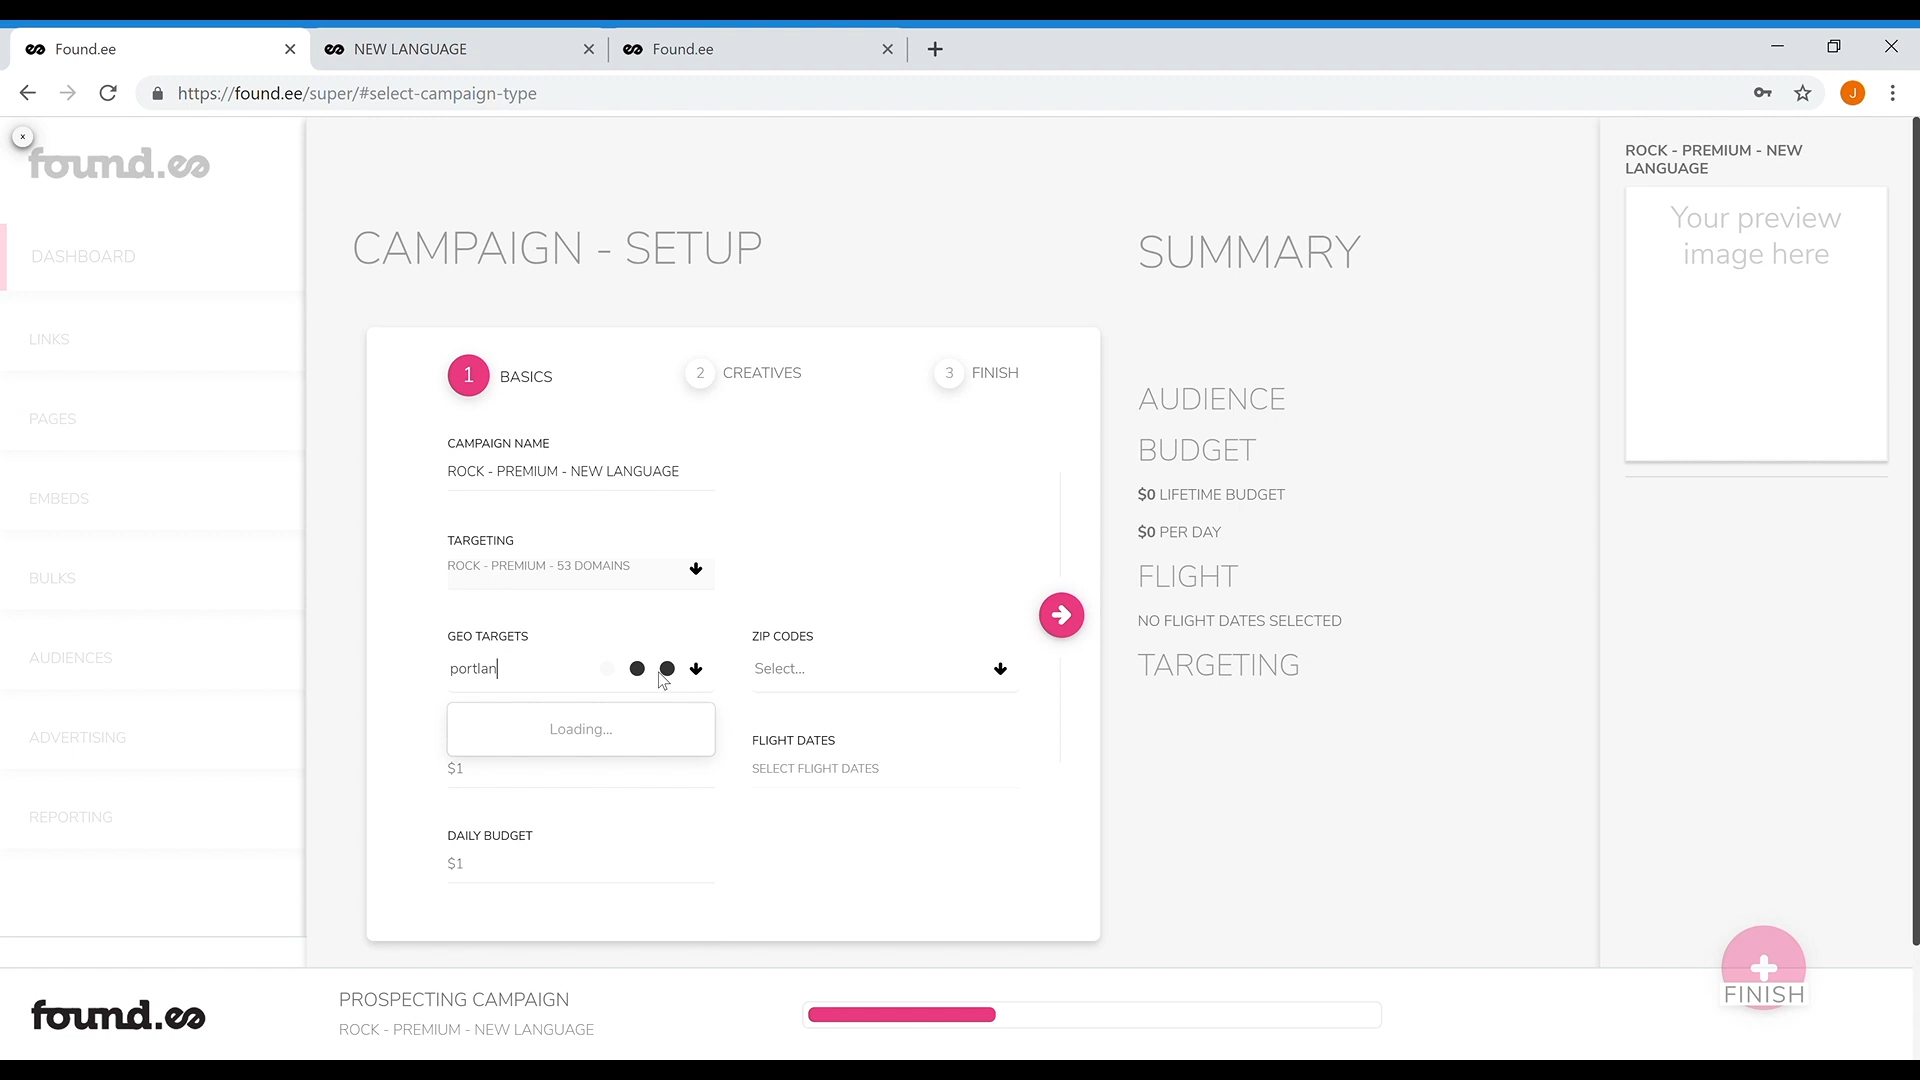 Found.ee
NEW LANGUAGE
Found.ee
https://found.ee/super/#select-campaign-type
J
x
found.ee
DASHBOARD
LINKS
PAGES
EMBEDS
BULKS
AUDIENCES
ADVERTISING
REPORTING
CAMPAIGN - SETUP
1 BASICS
2 CREATIVES
3 FINISH
CAMPAIGN NAME
ROCK - PREMIUM - NEW LANGUAGE
TARGETING
ROCK - PREMIUM - 53 DOMAINS
GEO TARGETS
portlan
Loading...
ZIP CODES
Select...
$1
FLIGHT DATES
SELECT FLIGHT DATES
DAILY BUDGET
$1
SUMMARY
AUDIENCE
BUDGET
$0 LIFETIME BUDGET
$0 PER DAY
FLIGHT
NO FLIGHT DATES SELECTED
TARGETING
ROCK - PREMIUM - NEW
LANGUAGE
Your preview
image here
FINISH
found.ee
PROSPECTING CAMPAIGN
ROCK - PREMIUM - NEW LANGUAGE